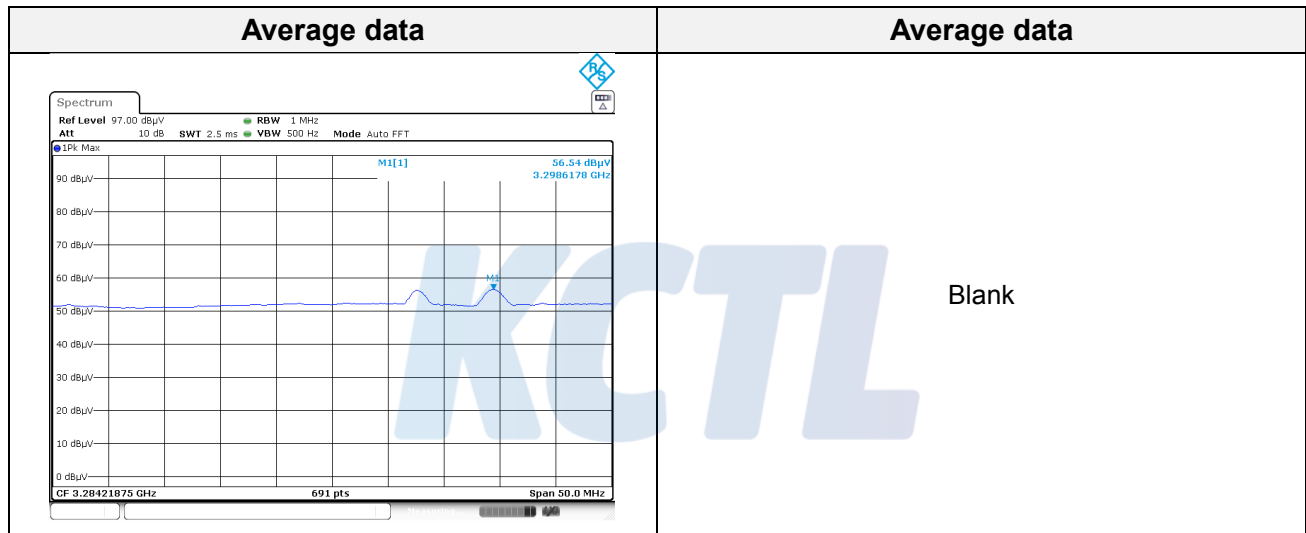 Average data
Average data
R&S
Spectrum
Ref Level 97.00 dBµV RBW 1 MHz
Att 10 dB SWT 2.5 ms VBW 500 Hz Mode Auto FFT
1Pk Max
M1[1] 56.54 dBµV
3.2986178 GHz
90 dBµV
80 dBµV
70 dBµV
60 dBµV
M1
50 dBµV
40 dBµV
30 dBµV
20 dBµV
10 dBµV
0 dBµV
CF 3.28421875 GHz 691 pts Span 50.0 MHz
Measuring
Blank
KCTL